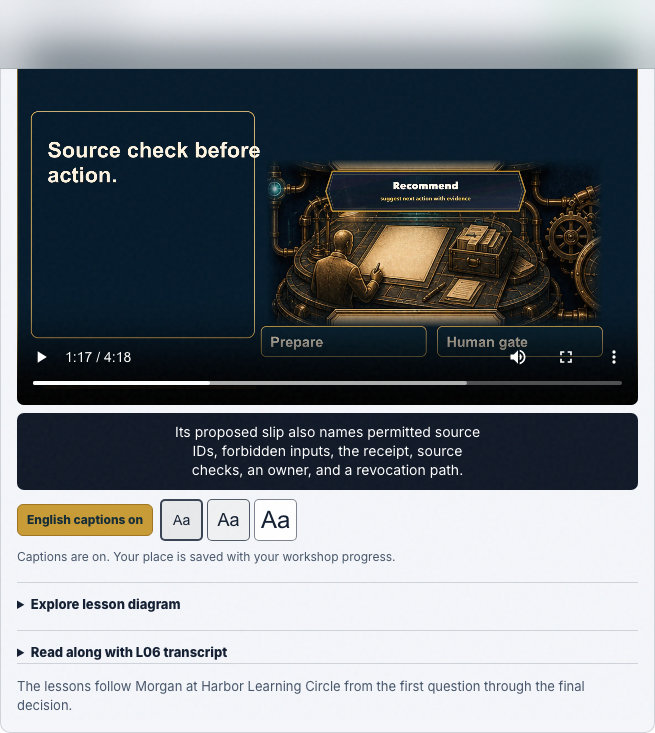 Source check before
action.
Recommend
suggest next action with evidence
Prepare
Human gate
1:17 / 4:18
Its proposed slip also names permitted source
IDs, forbidden inputs, the receipt, source
checks, an owner, and a revocation path.
English captions on
Aa
Aa
Aa
Captions are on. Your place is saved with your workshop progress.
Explore lesson diagram
Read along with L06 transcript
The lessons follow Morgan at Harbor Learning Circle from the first question through the final
decision.